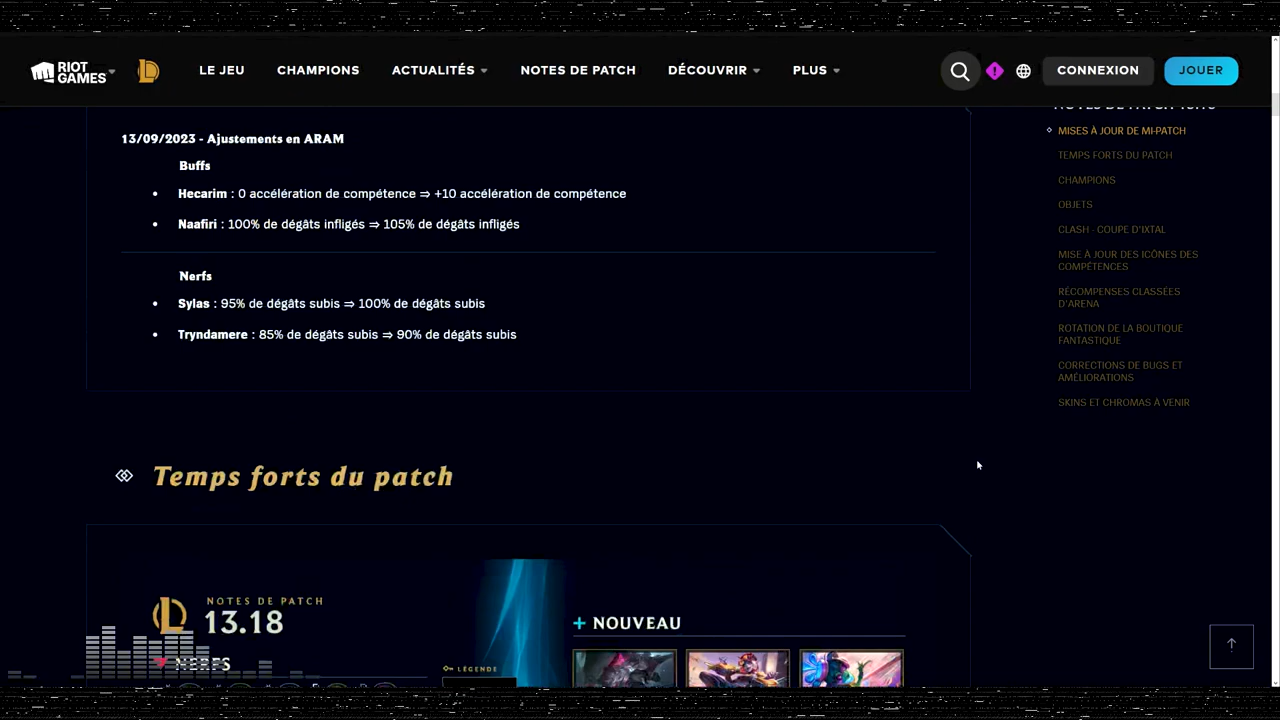 RIOT GAMES
LE JEU
CHAMPIONS
ACTUALITÉS
NOTES DE PATCH
DÉCOUVRIR
PLUS
CONNEXION
JOUER
13/09/2023 - Ajustements en ARAM
Buffs
• Hecarim : 0 accélération de compétence ⇒ +10 accélération de compétence
• Naafiri : 100% de dégâts infligés ⇒ 105% de dégâts infligés
Nerfs
• Sylas : 95% de dégâts subis ⇒ 100% de dégâts subis
• Tryndamere : 85% de dégâts subis ⇒ 90% de dégâts subis
Temps forts du patch
NOTES DE PATCH
13.18
NERFS
LÉGENDE
NOUVEAU
MISES À JOUR DE MI-PATCH
TEMPS FORTS DU PATCH
CHAMPIONS
OBJETS
CLASH - COUPE D'IXTAL
MISE À JOUR DES ICÔNES DES
COMPÉTENCES
RÉCOMPENSES CLASSÉES
D'ARENA
ROTATION DE LA BOUTIQUE
FANTASTIQUE
CORRECTIONS DE BUGS ET
AMÉLIORATIONS
SKINS ET CHROMAS À VENIR